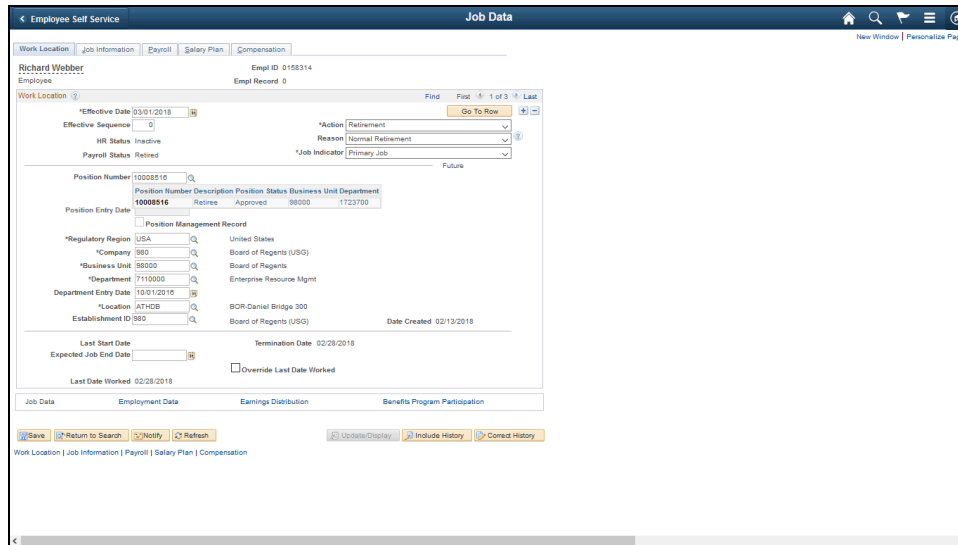 Employee Self Service
Job Data
New Window | Personalize Pag
Work Location Job Information Payroll Salary Plan Compensation
Richard Webber Empl ID 0158314
Employee Empl Record 0
Work Location Find First 1 of 3 Last
*Effective Date 03/01/2018 Go To Row
Effective Sequence 0 *Action Retirement
HR Status Inactive Reason Normal Retirement
Payroll Status Retired *Job Indicator Primary Job
Future
Position Number 10008516
Position Number Description Position Status Business Unit Department
10008516 Retiree Approved 98000 1723700
Position Entry Date
Position Management Record
*Regulatory Region USA United States
*Company 980 Board of Regents (USG)
*Business Unit 98000 Board of Regents
*Department 7110000 Enterprise Resource Mgmt
Department Entry Date 10/01/2016
*Location ATHDB BOR-Daniel Bridge 300
Establishment ID 980 Board of Regents (USG) Date Created 02/13/2018
Last Start Date Termination Date 02/28/2018
Expected Job End Date
Override Last Date Worked
Last Date Worked 02/28/2018
Job Data Employment Data Earnings Distribution Benefits Program Participation
Save Return to Search Notify Refresh Update/Display Include History Correct History
Work Location | Job Information | Payroll | Salary Plan | Compensation